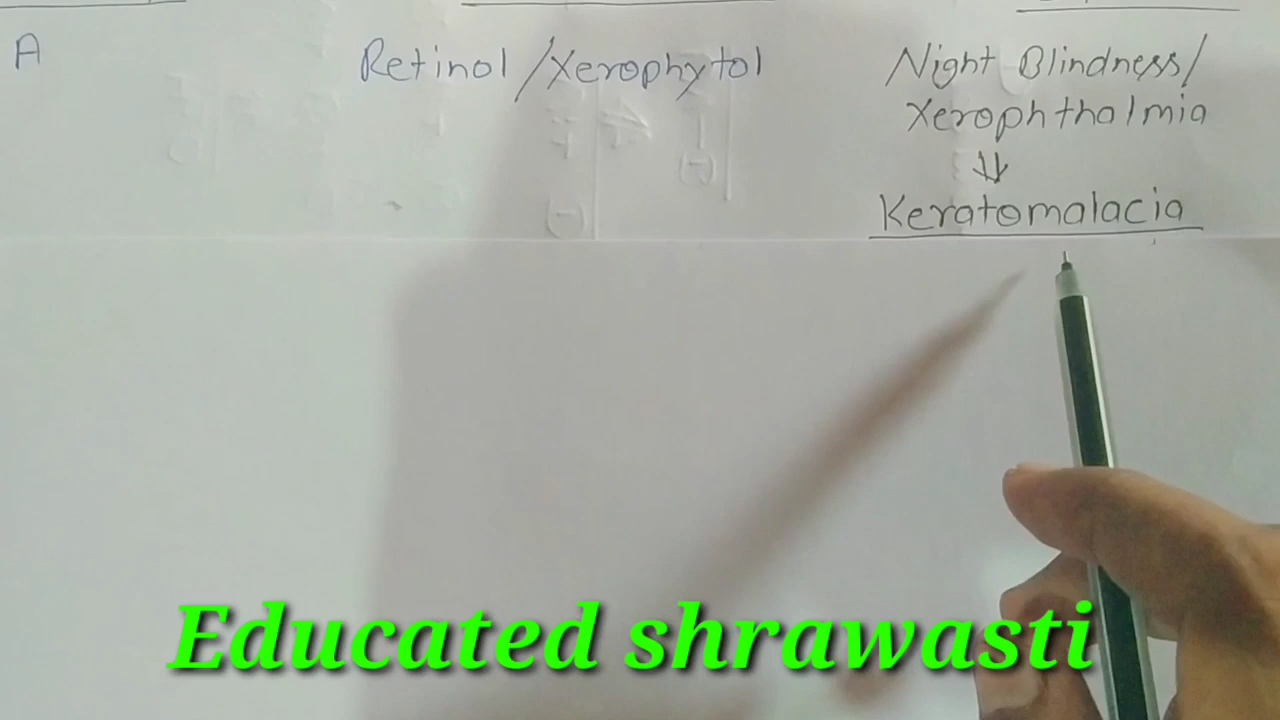 A Retinol/Xerophytol Night Blindness/
Xerophthalmia
⇓
Keratomalacia
Educated shrawasti